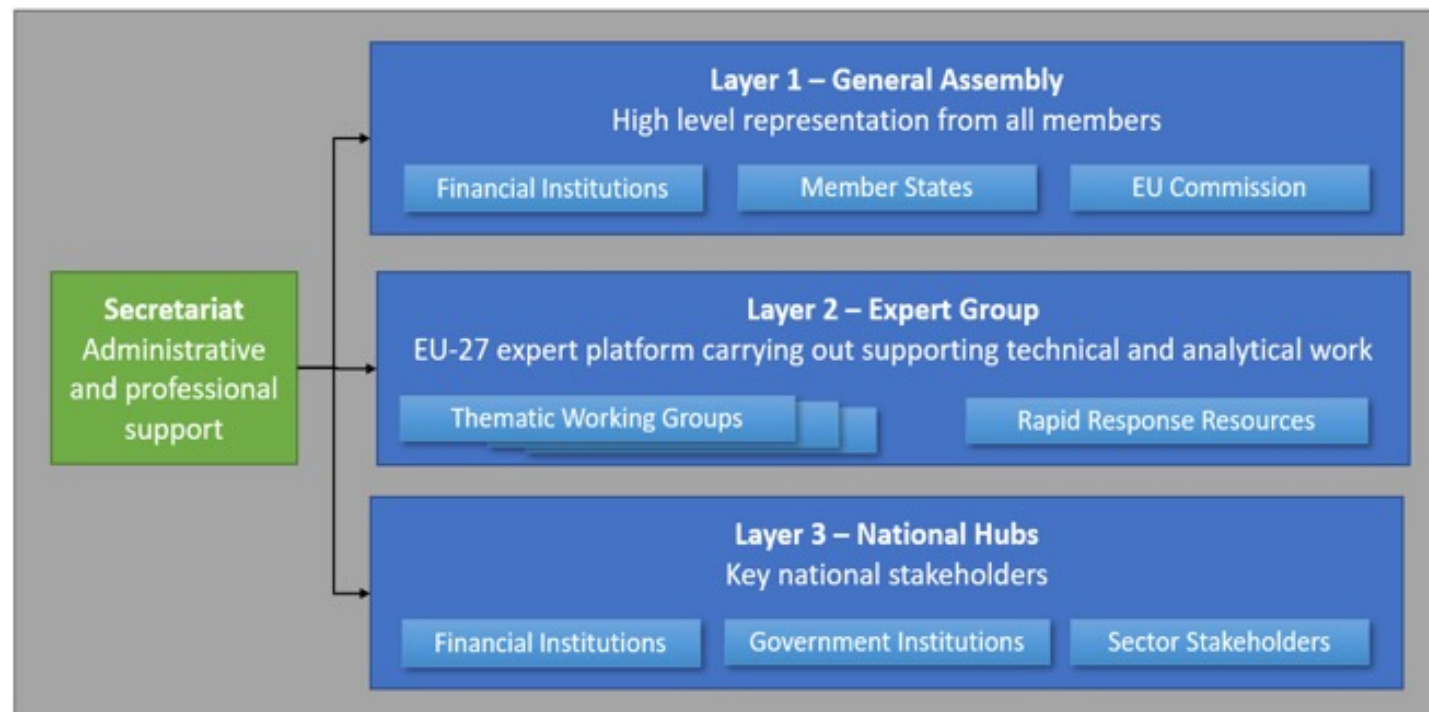 Layer 1 – General Assembly
High level representation from all members
Financial Institutions
Member States
EU Commission
Secretariat
Administrative
and professional
support
Layer 2 – Expert Group
EU-27 expert platform carrying out supporting technical and analytical work
Thematic Working Groups
Rapid Response Resources
Layer 3 – National Hubs
Key national stakeholders
Financial Institutions
Government Institutions
Sector Stakeholders